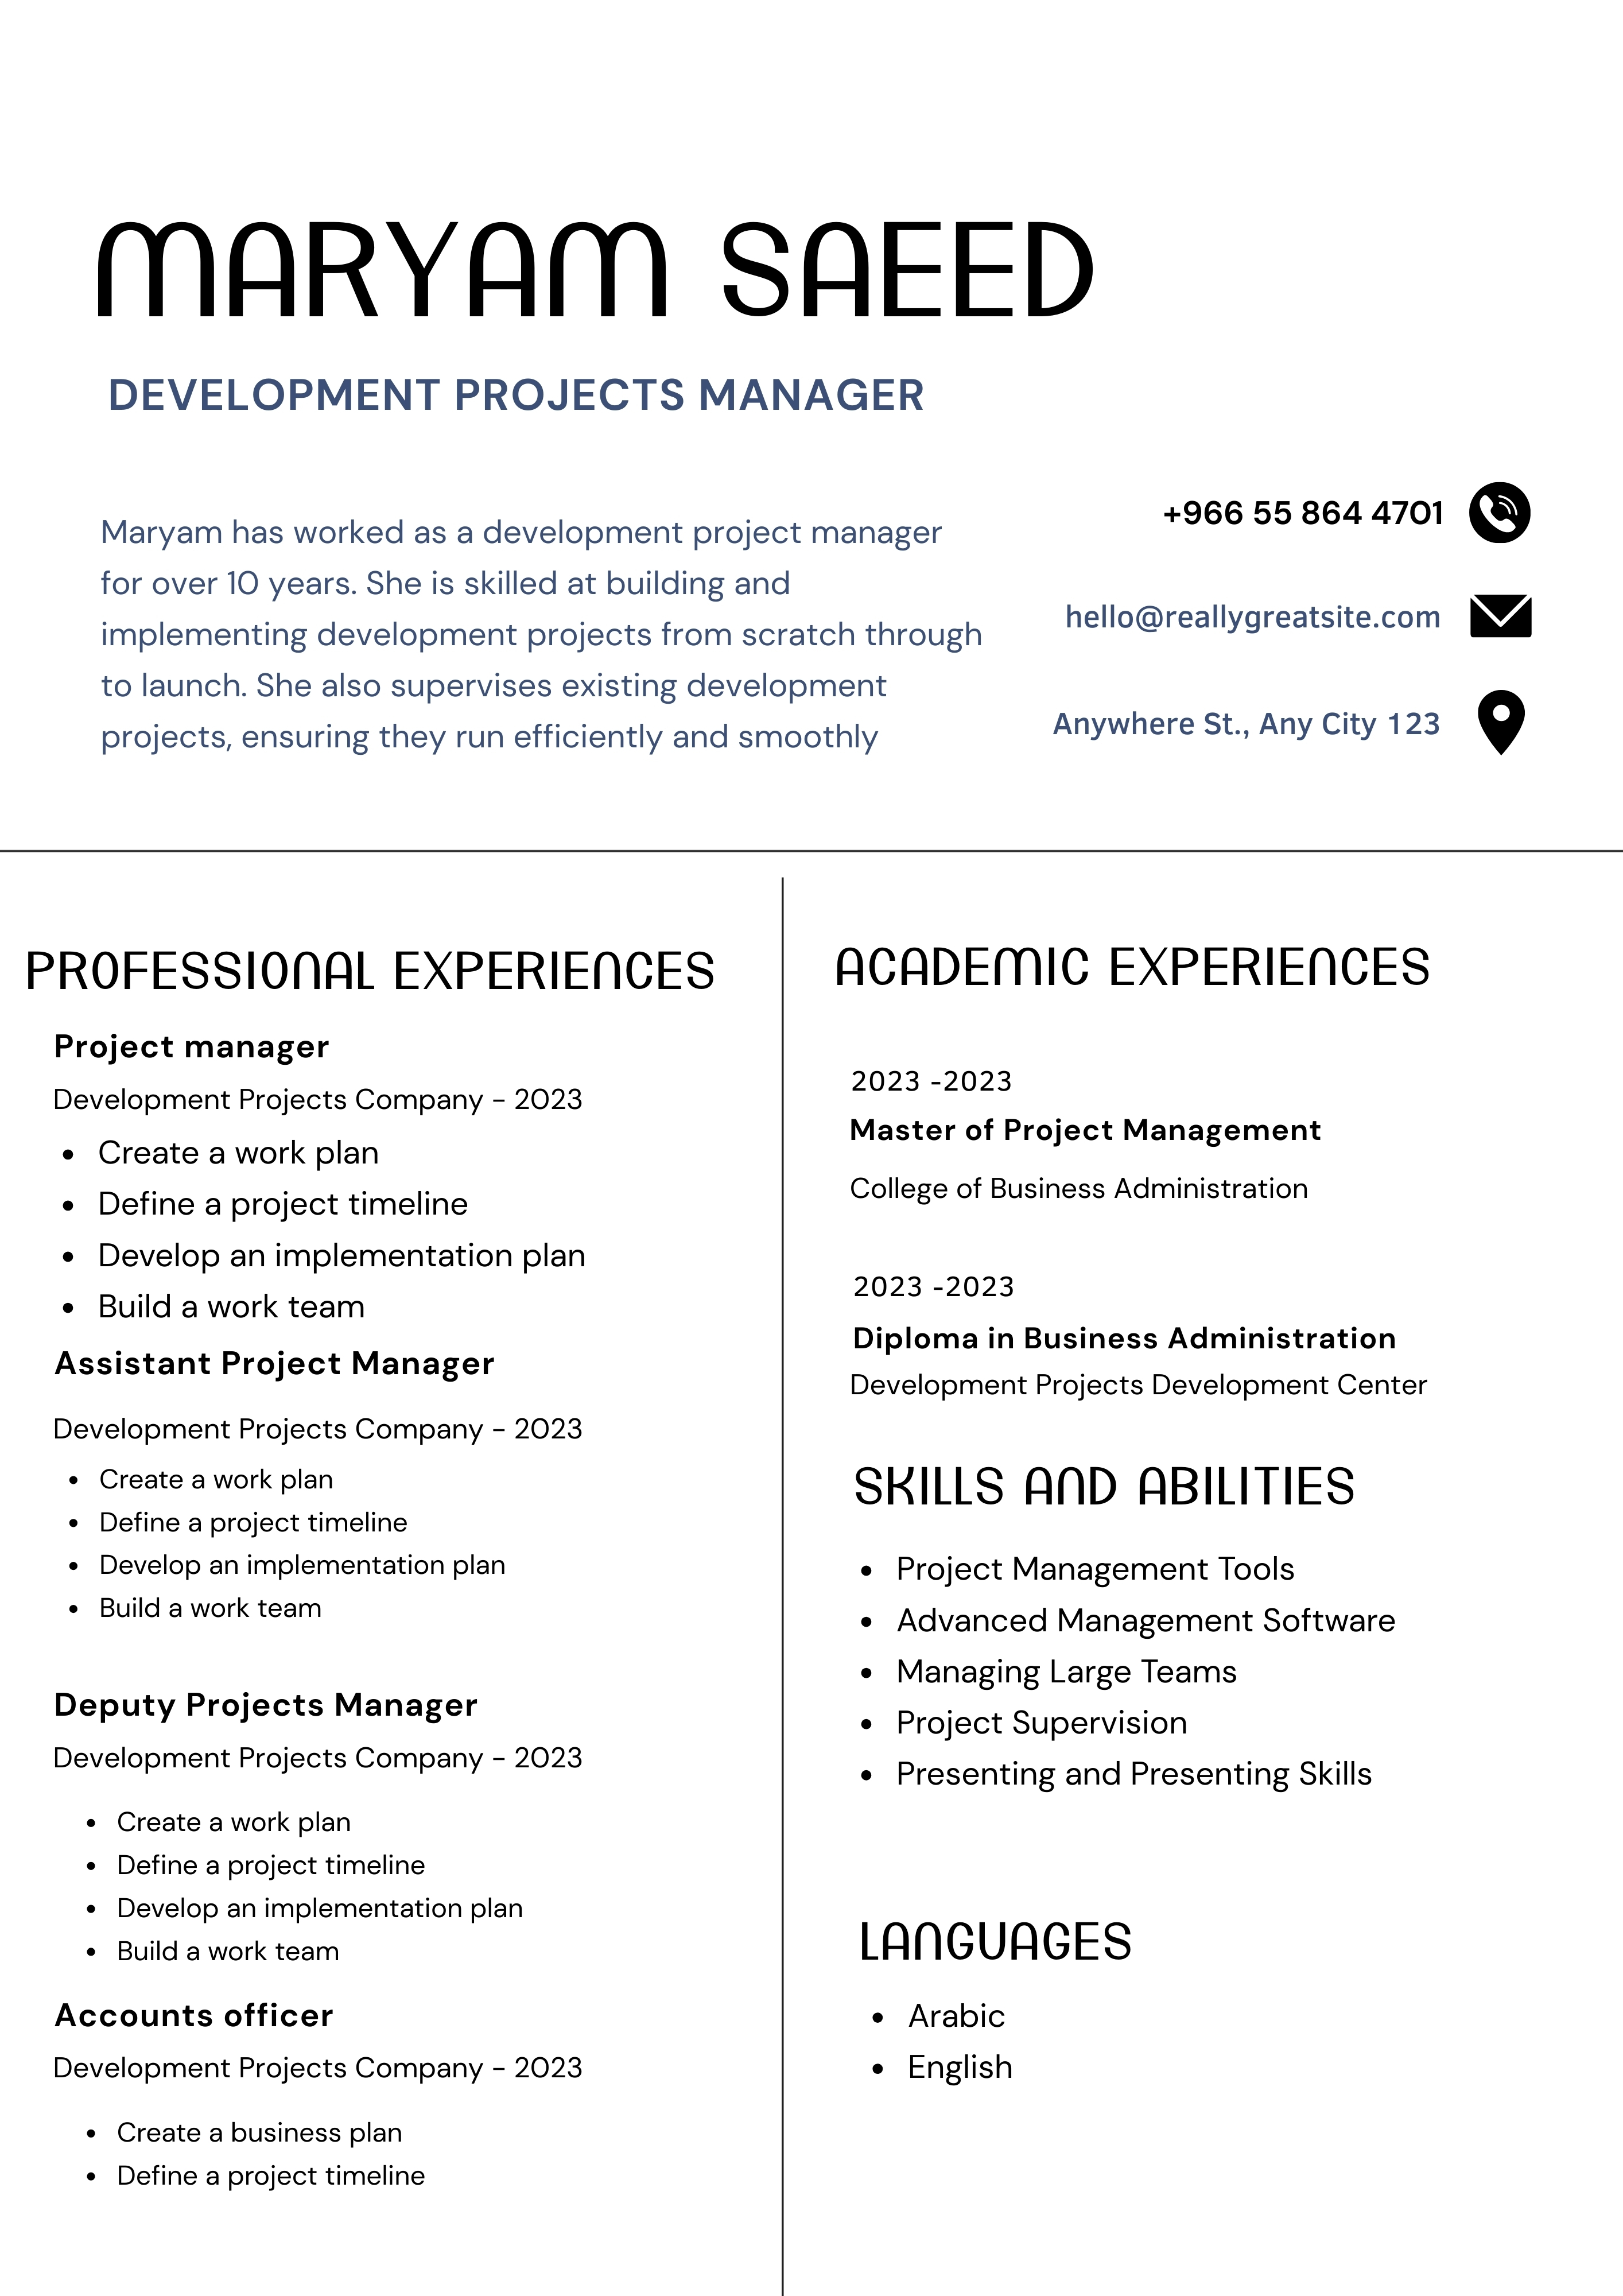 MARYAM SAEED
DEVELOPMENT PROJECTS MANAGER
Maryam has worked as a development project manager
for over 10 years. She is skilled at building and
implementing development projects from scratch through
to launch. She also supervises existing development
projects, ensuring they run efficiently and smoothly
+966 55 864 4701
hello@reallygreatsite.com
Anywhere St., Any City 123
PROFESSIONAL EXPERIENCES
Project manager
Development Projects Company - 2023
• Create a work plan
• Define a project timeline
• Develop an implementation plan
• Build a work team
Assistant Project Manager
Development Projects Company - 2023
• Create a work plan
• Define a project timeline
• Develop an implementation plan
• Build a work team
Deputy Projects Manager
Development Projects Company - 2023
• Create a work plan
• Define a project timeline
• Develop an implementation plan
• Build a work team
Accounts officer
Development Projects Company - 2023
• Create a business plan
• Define a project timeline
ACADEMIC EXPERIENCES
2023 -2023
Master of Project Management
College of Business Administration
2023 -2023
Diploma in Business Administration
Development Projects Development Center
SKILLS AND ABILITIES
• Project Management Tools
• Advanced Management Software
• Managing Large Teams
• Project Supervision
• Presenting and Presenting Skills
LANGUAGES
• Arabic
• English